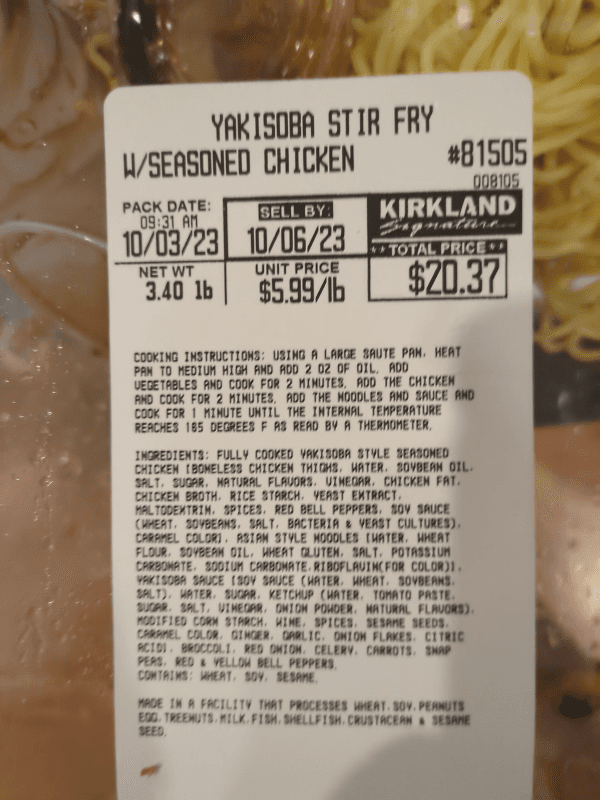 YAKISOBA STIR FRY
W/SEASONED CHICKEN
#81505
008105
PACK DATE:
09:31 AM
10/03/23
SELL BY:
10/06/23
KIRKLAND
Signature
NET WT
3.40 lb
UNIT PRICE
$5.99/lb
**TOTAL PRICE**
$20.37
COOKING INSTRUCTIONS: USING A LARGE SAUTE PAN, HEAT
PAN TO MEDIUM HIGH AND ADD 2 OZ OF OIL. ADD
VEGETABLES AND COOK FOR 2 MINUTES. ADD THE CHICKEN
AND COOK FOR 2 MINUTES. ADD THE NOODLES AND SAUCE AND
COOK FOR 1 MINUTE UNTIL THE INTERNAL TEMPERATURE
REACHES 165 DEGREES F AS READ BY A THERMOMETER.
INGREDIENTS: FULLY COOKED YAKISOBA STYLE SEASONED
CHICKEN [BONELESS CHICKEN THIGHS, WATER, SOYBEAN OIL,
SALT, SUGAR, NATURAL FLAVORS, VINEGAR, CHICKEN FAT,
CHICKEN BROTH, RICE STARCH, YEAST EXTRACT,
MALTODEXTRIN, SPICES, RED BELL PEPPERS, SOY SAUCE
(WHEAT, SOYBEANS, SALT, BACTERIA & YEAST CULTURES),
CARAMEL COLOR], ASIAN STYLE NOODLES [WATER, WHEAT
FLOUR, SOYBEAN OIL, WHEAT GLUTEN, SALT, POTASSIUM
CARBONATE, SODIUM CARBONATE,RIBOFLAVIN(FOR COLOR)],
YAKISOBA SAUCE [SOY SAUCE (WATER, WHEAT, SOYBEANS,
SALT), WATER, SUGAR, KETCHUP (WATER, TOMATO PASTE,
SUGAR, SALT, VINEGAR, ONION POWDER, NATURAL FLAVORS),
MODIFIED CORN STARCH, WINE, SPICES, SESAME SEEDS,
CARAMEL COLOR, GINGER, GARLIC, ONION FLAKES, CITRIC
ACID], BROCCOLI, RED ONION, CELERY, CARROTS, SNAP
PEAS, RED & YELLOW BELL PEPPERS.
CONTAINS: WHEAT, SOY, SESAME.
MADE IN A FACILITY THAT PROCESSES WHEAT,SOY,PEANUTS
EGG,TREENUTS,MILK,FISH,SHELLFISH,CRUSTACEAN & SESAME
SEED.